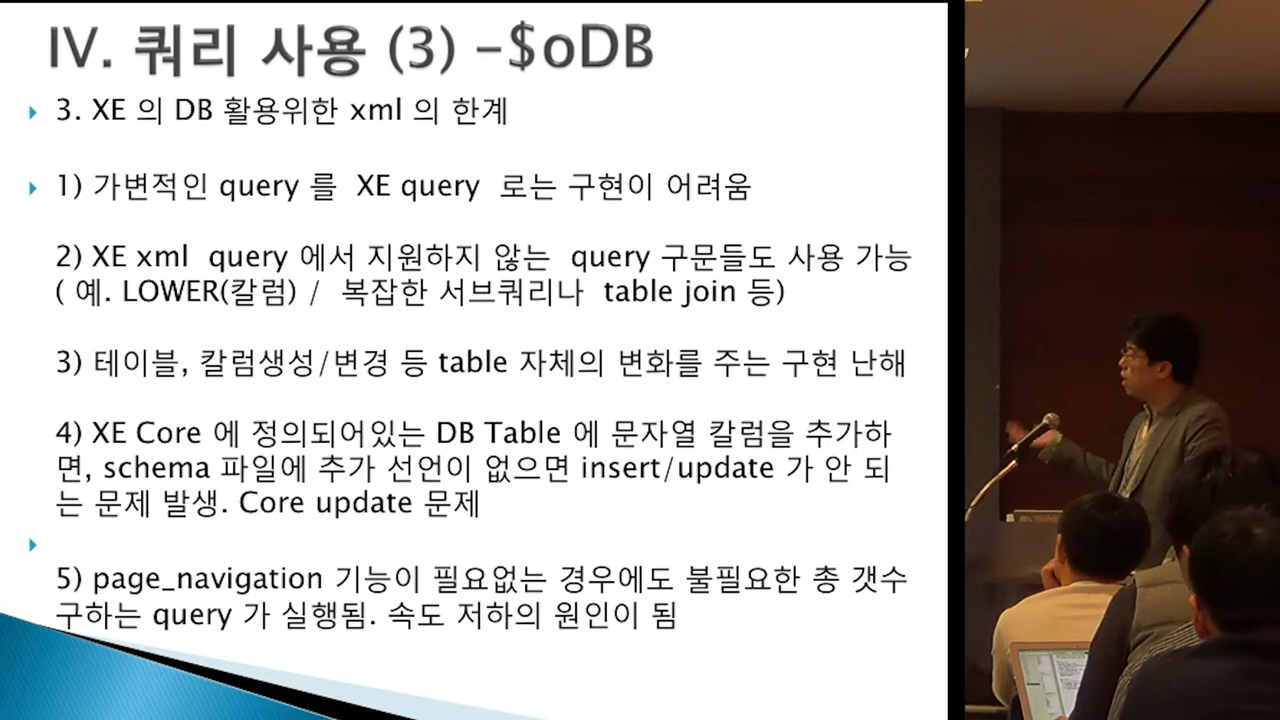 IV. 쿼리 사용 (3) -$oDB
3. XE 의 DB 활용위한 xml 의 한계
1) 가변적인 query 를 XE query 로는 구현이 어려움
2) XE xml query 에서 지원하지 않는 query 구문들도 사용 가능
( 예. LOWER(칼럼) / 복잡한 서브쿼리나 table join 등)
3) 테이블, 칼럼생성/변경 등 table 자체의 변화를 주는 구현 난해
4) XE Core 에 정의되어있는 DB Table 에 문자열 칼럼을 추가하
면, schema 파일에 추가 선언이 없으면 insert/update 가 안 되
는 문제 발생. Core update 문제
5) page_navigation 기능이 필요없는 경우에도 불필요한 총 갯수
구하는 query 가 실행됨. 속도 저하의 원인이 됨